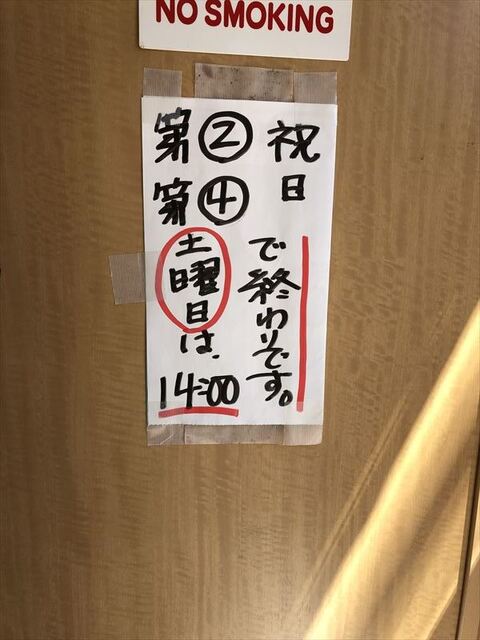 NO SMOKING
祝日
第②
第④
土曜日は、
14:00
で終わりです。